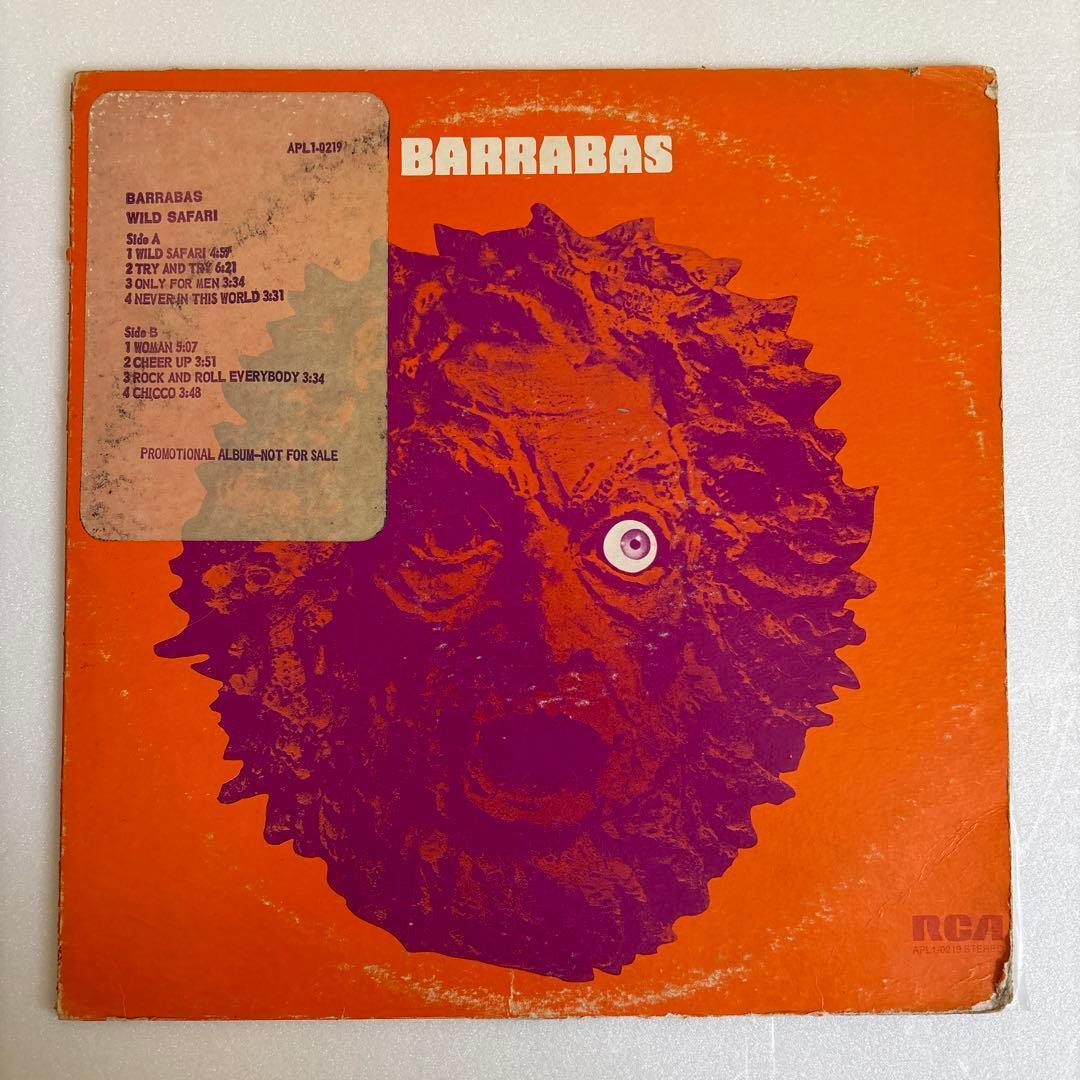 APL1-0219
BARRABAS
BARRABAS
WILD SAFARI
Side A
1 WILD SAFARI 4:59
2 TRY AND TRY 6:21
3 ONLY FOR MEN 3:34
4 NEVER IN THIS WORLD 3:31
Side B
1 WOMAN 5:07
2 CHEER UP 3:51
3 ROCK AND ROLL EVERYBODY 3:34
4 CHICCO 3:48
PROMOTIONAL ALBUM-NOT FOR SALE
RCA
APL1-0219 STEREO